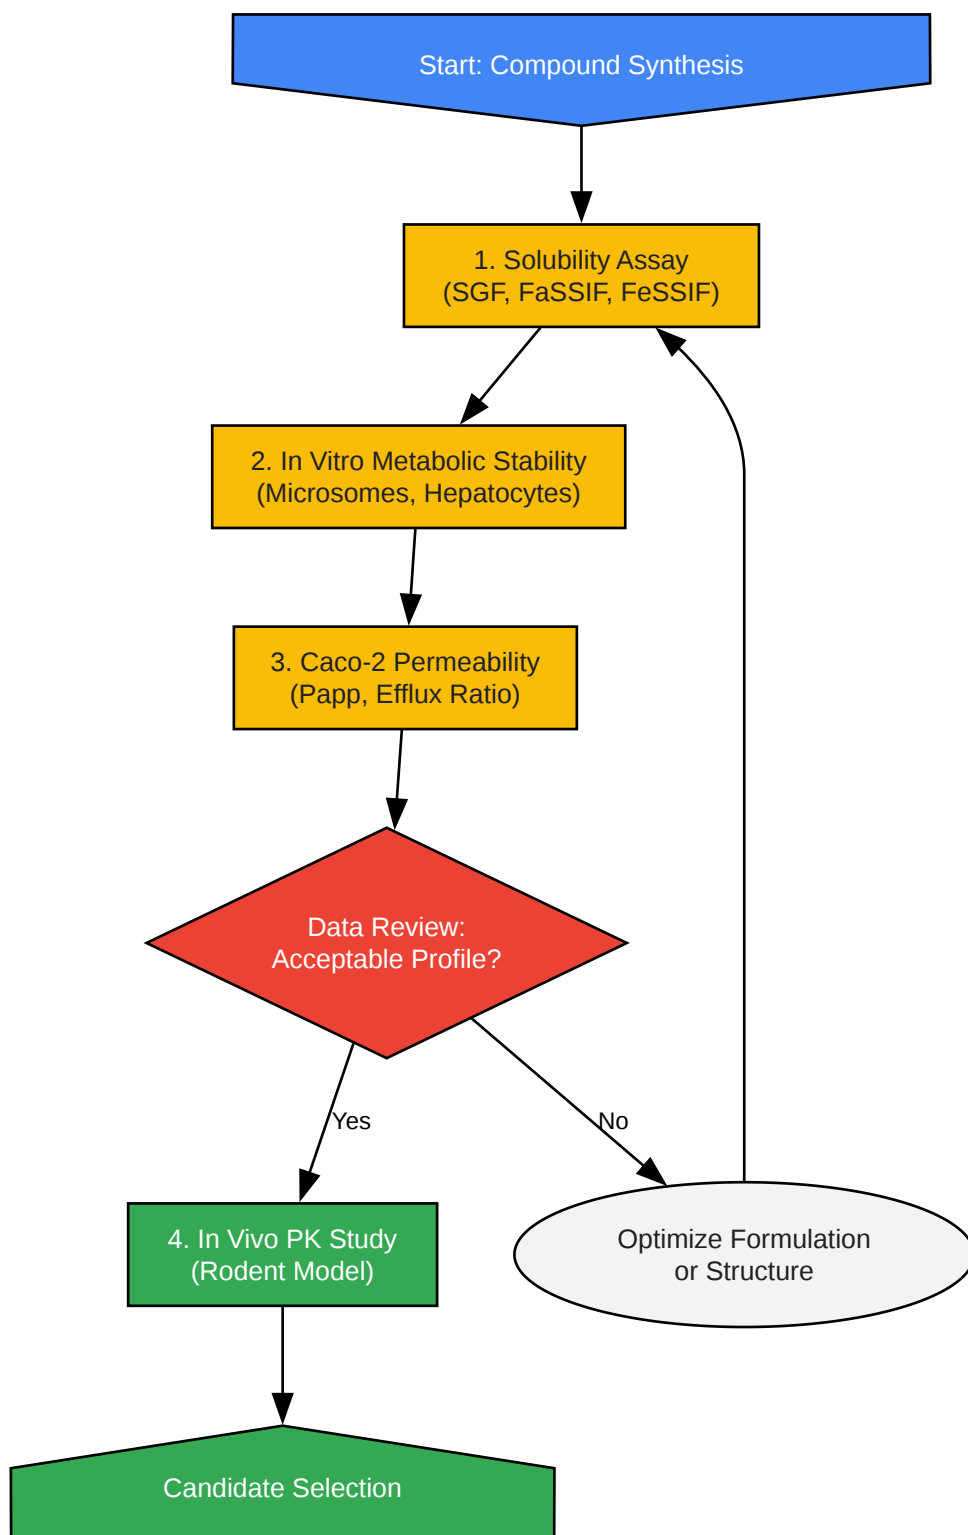 Start: Compound Synthesis
1. Solubility Assay
(SGF, FaSSIF, FeSSIF)
2. In Vitro Metabolic Stability
(Microsomes, Hepatocytes)
3. Caco-2 Permeability
(Papp, Efflux Ratio)
Data Review:
Acceptable Profile?
Yes
No
4. In Vivo PK Study
(Rodent Model)
Optimize Formulation
or Structure
Candidate Selection